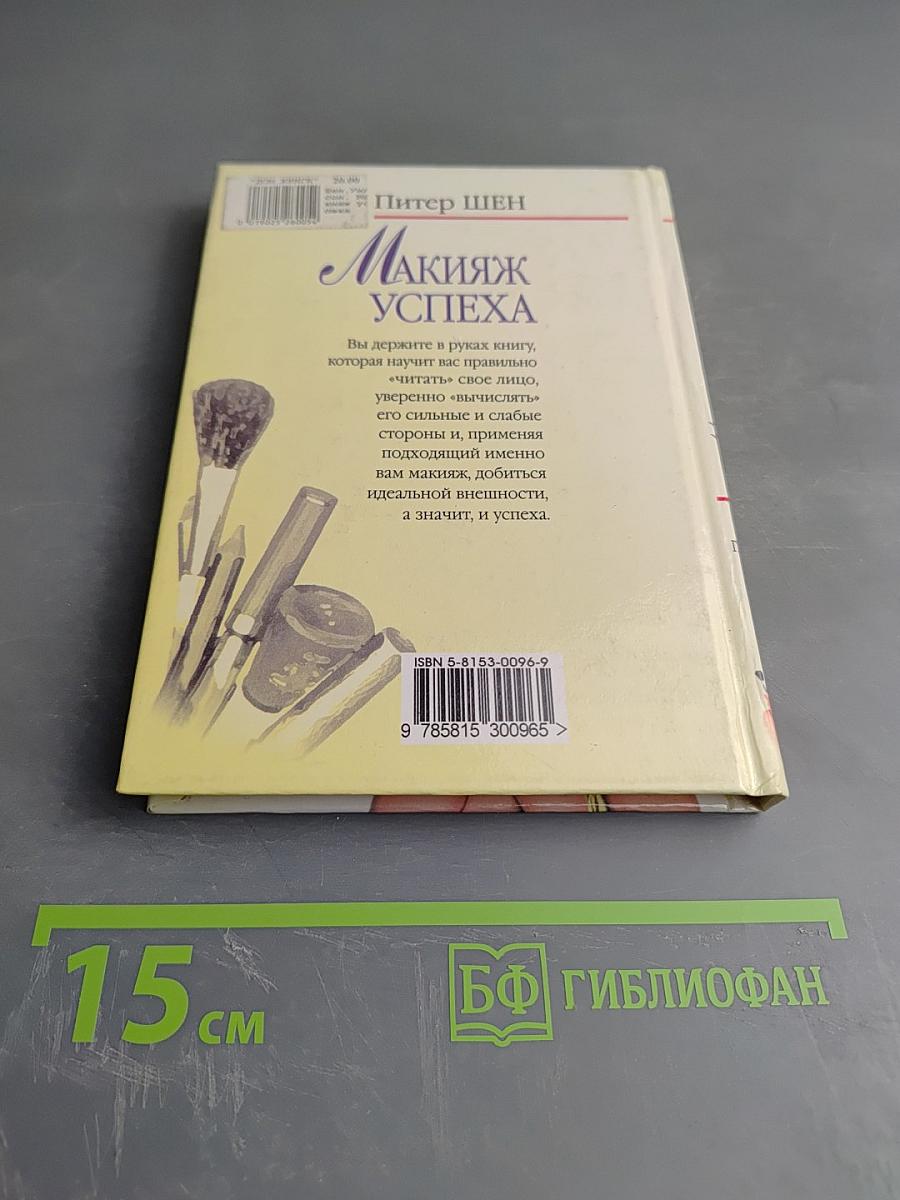 Питер ШЕН
МАКИЯЖ
УСПЕХА
Вы держите в руках книгу,
которая научит вас правильно
«читать» свое лицо,
уверенно «вычислять»
его сильные и слабые
стороны и, применяя
подходящий именно
вам макияж, добиться
идеальной внешности,
а значит, и успеха.
ISBN 5-8153-0096-9
9 785815 300965 >
15 см
БФ ГИБЛИОФАН